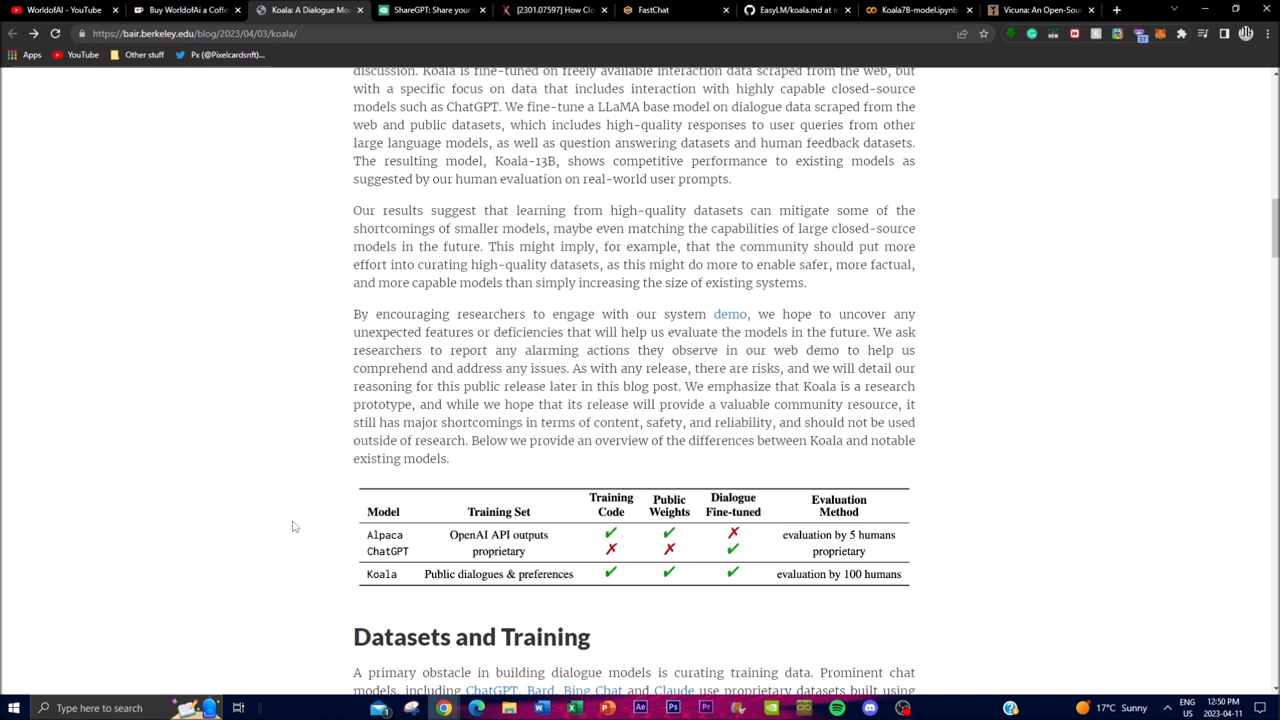 WorldofAI - YouTube
Buy WorldofAi a Coffe
Koala: A Dialogue Mo
ShareGPT: Share your
[2301.07597] How Clo
FastChat
EasyLM/koala.md at m
Koala7B-model.ipynb
Vicuna: An Open-Sou
https://bair.berkeley.edu/blog/2023/04/03/koala/
Apps
YouTube
Other stuff
Px (@Pixelcardsnft)...
discussion. Koala is fine-tuned on freely available interaction data scraped from the web, but
with a specific focus on data that includes interaction with highly capable closed-source
models such as ChatGPT. We fine-tune a LLaMA base model on dialogue data scraped from the
web and public datasets, which includes high-quality responses to user queries from other
large language models, as well as question answering datasets and human feedback datasets.
The resulting model, Koala-13B, shows competitive performance to existing models as
suggested by our human evaluation on real-world user prompts.
Our results suggest that learning from high-quality datasets can mitigate some of the
shortcomings of smaller models, maybe even matching the capabilities of large closed-source
models in the future. This might imply, for example, that the community should put more
effort into curating high-quality datasets, as this might do more to enable safer, more factual,
and more capable models than simply increasing the size of existing systems.
By encouraging researchers to engage with our system demo, we hope to uncover any
unexpected features or deficiencies that will help us evaluate the models in the future. We ask
researchers to report any alarming actions they observe in our web demo to help us
comprehend and address any issues. As with any release, there are risks, and we will detail our
reasoning for this public release later in this blog post. We emphasize that Koala is a research
prototype, and while we hope that its release will provide a valuable community resource, it
still has major shortcomings in terms of content, safety, and reliability, and should not be used
outside of research. Below we provide an overview of the differences between Koala and notable
existing models.
Model Training Set Training Code Public Weights Dialogue Fine-tuned Evaluation Method
Alpaca OpenAI API outputs ✓ ✓ ✗ evaluation by 5 humans
ChatGPT proprietary ✗ ✗ ✓ proprietary
Koala Public dialogues & preferences ✓ ✓ ✓ evaluation by 100 humans
Datasets and Training
A primary obstacle in building dialogue models is curating training data. Prominent chat
models, including ChatGPT, Bard, Bing Chat and Claude use proprietary datasets built using
Type here to search
17°C Sunny
ENG
US
12:50 PM
2023-04-11